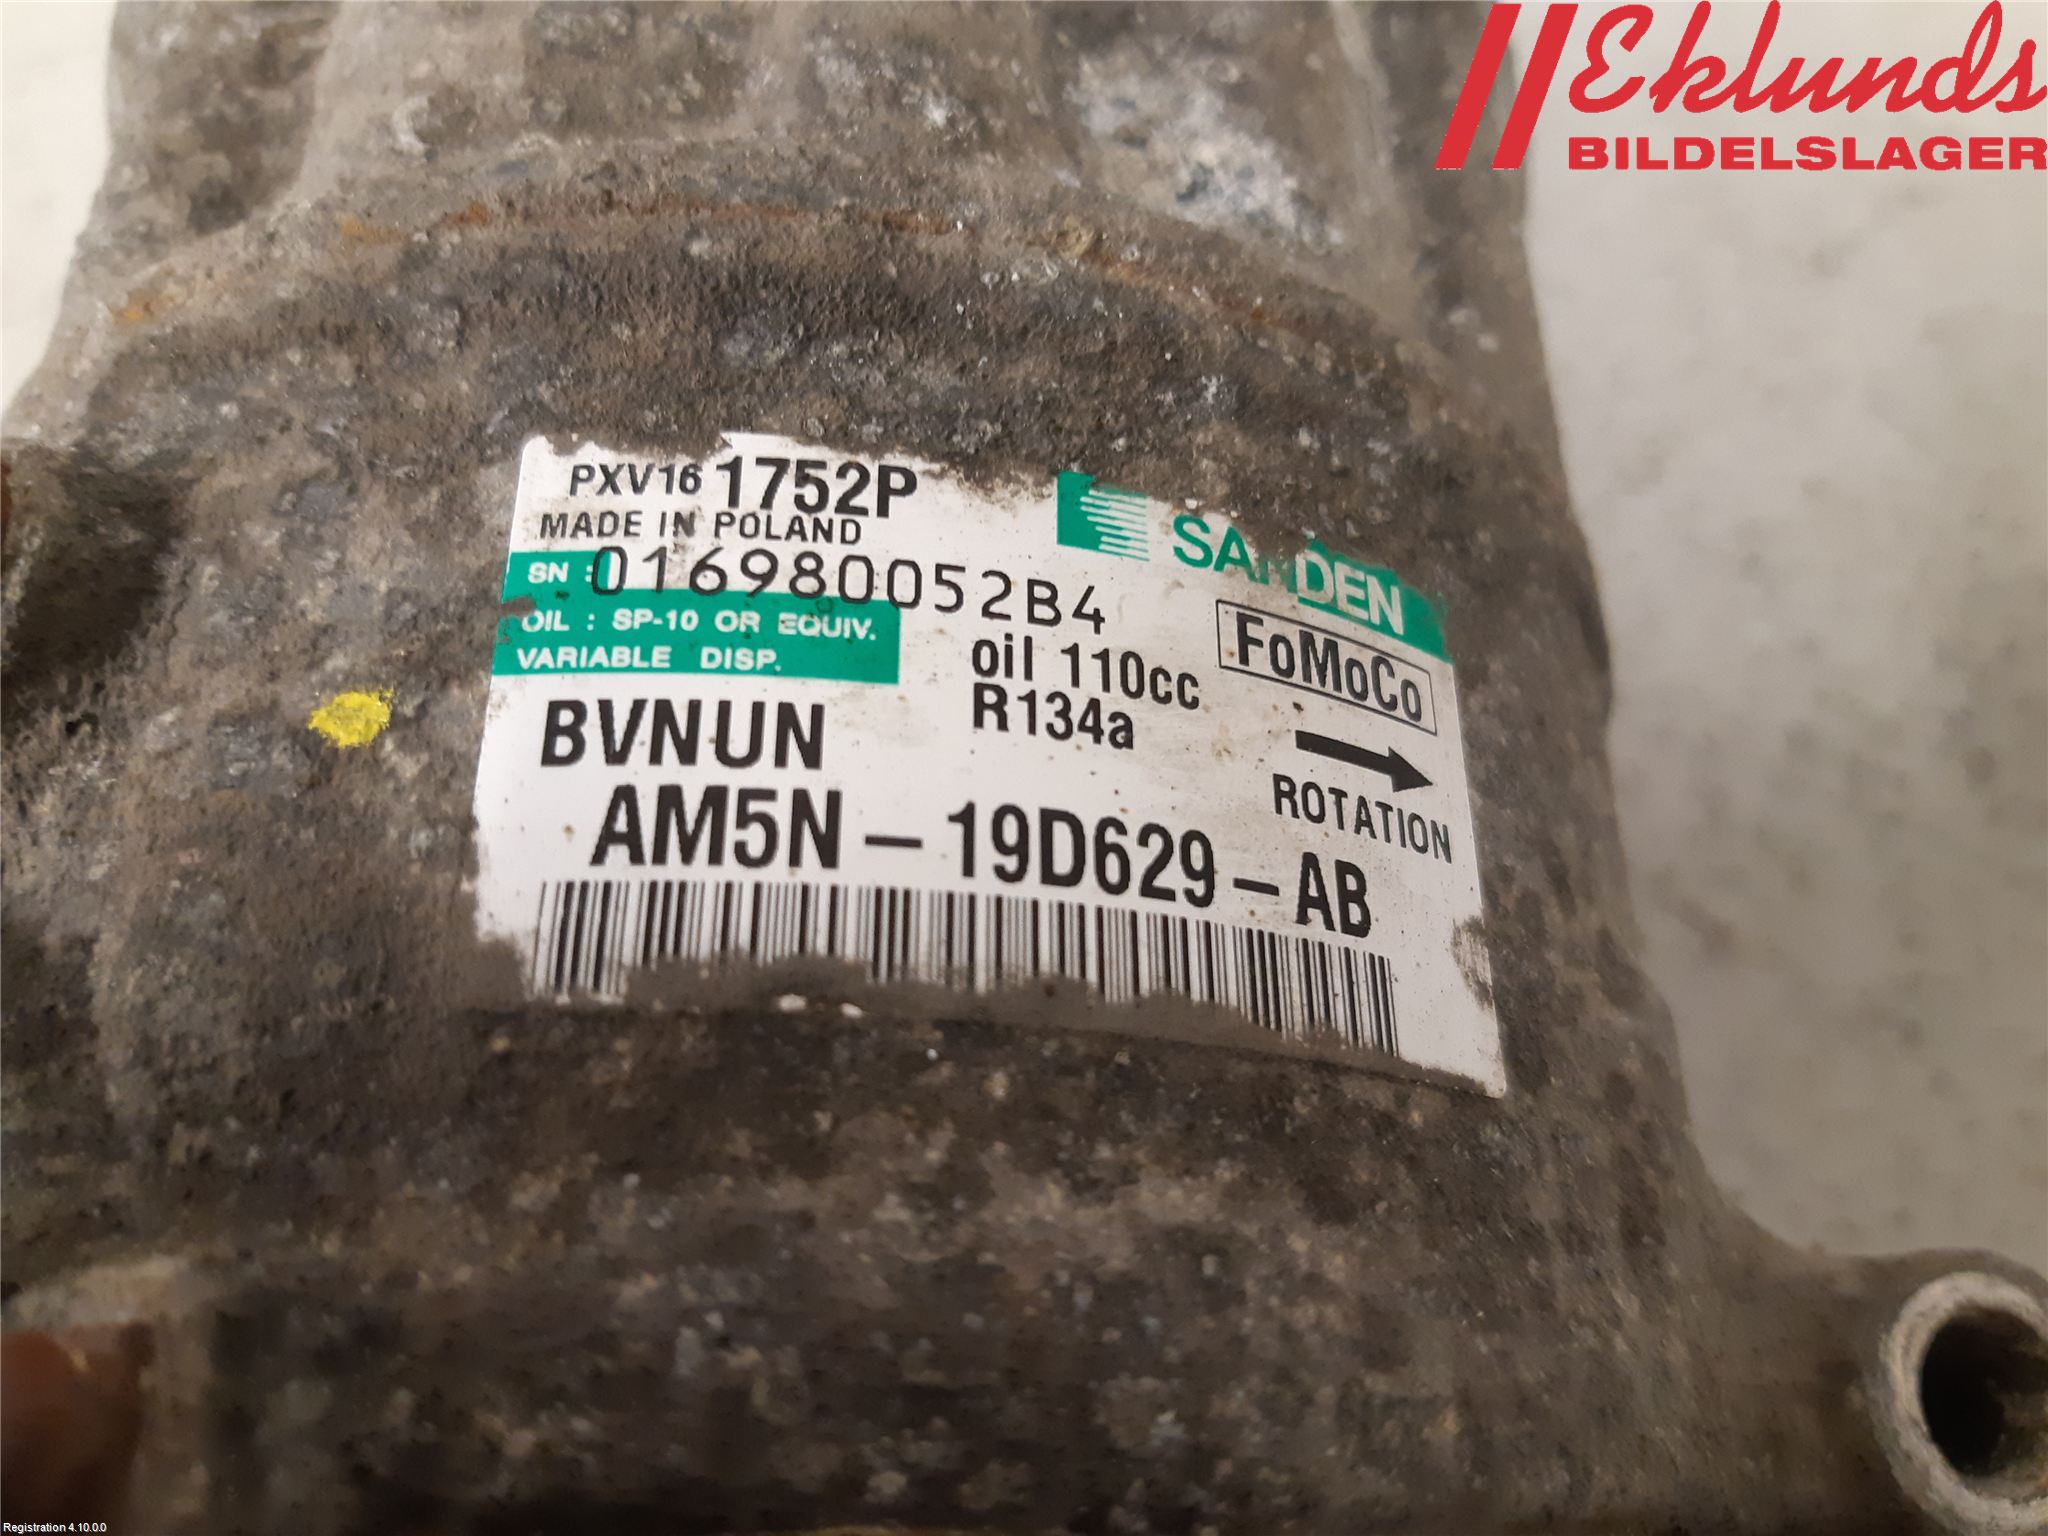 Eklunds
BILDELSLAGER
PXV16 1752P
MADE IN POLAND
SANDEN
SN : 016980052B4
OIL : SP-10 OR EQUIV.
VARIABLE DISP.
oil 110cc
R134a
FoMoCo
BVNUN
ROTATION
AM5N-19D629-AB
Registration 4.10.0.0